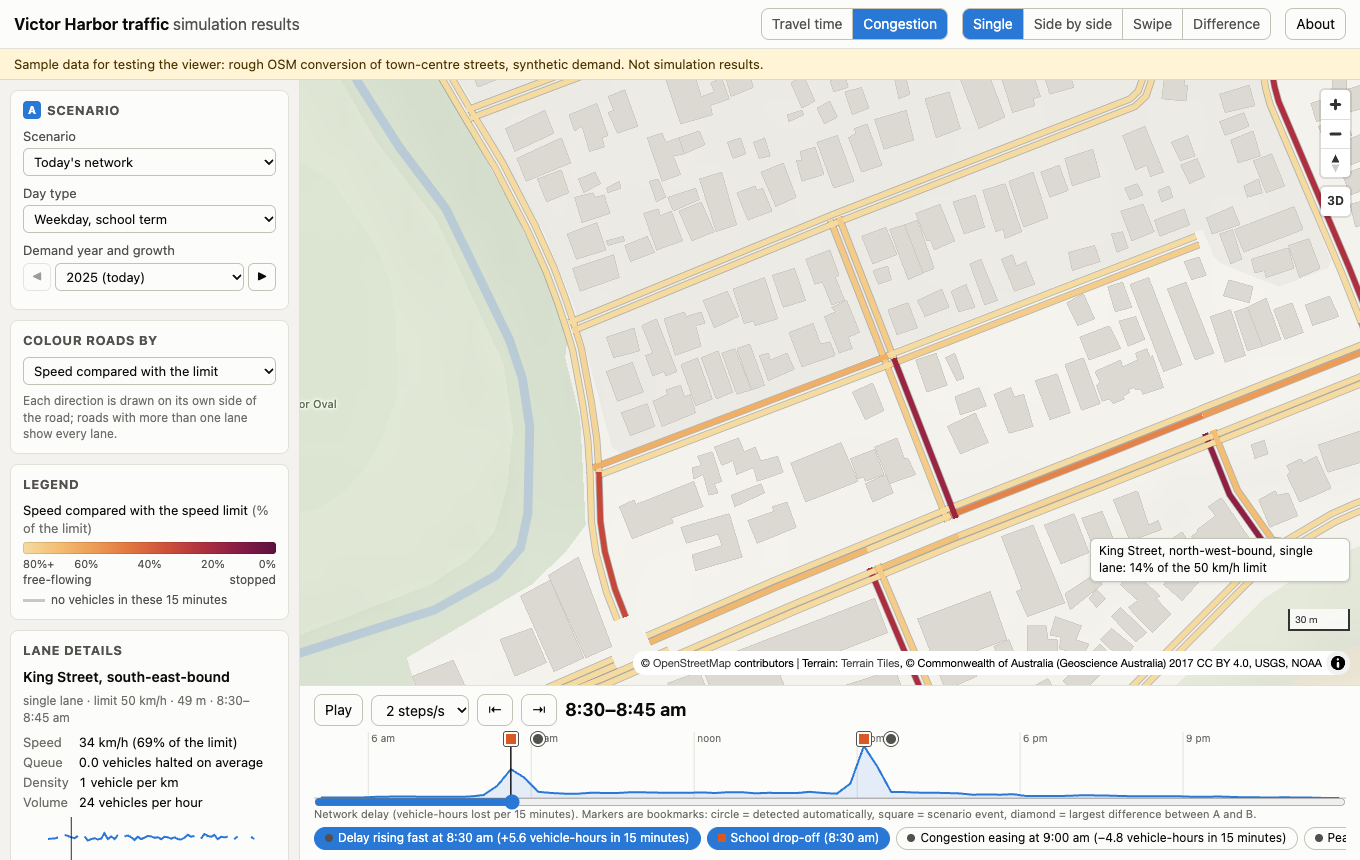 Victor Harbor traffic simulation results
Travel time Congestion Single Side by side Swipe Difference About
Sample data for testing the viewer: rough OSM conversion of town-centre streets, synthetic demand. Not simulation results.
A SCENARIO
Scenario
Today's network
Day type
Weekday, school term
Demand year and growth
◀ 2025 (today) ▶
COLOUR ROADS BY
Speed compared with the limit
Each direction is drawn on its own side of
the road; roads with more than one lane
show every lane.
LEGEND
Speed compared with the speed limit (%
of the limit)
80%+ 60% 40% 20% 0%
free-flowing stopped
no vehicles in these 15 minutes
LANE DETAILS
King Street, south-east-bound
single lane · limit 50 km/h · 49 m · 8:30–
8:45 am
Speed 34 km/h (69% of the limit)
Queue 0.0 vehicles halted on average
Density 1 vehicle per km
Volume 24 vehicles per hour
+
−
3D
or Oval
King Street, north-west-bound, single
lane: 14% of the 50 km/h limit
30 m
© OpenStreetMap contributors | Terrain: Terrain Tiles, © Commonwealth of Australia (Geoscience Australia) 2017 CC BY 4.0, USGS, NOAA
Play 2 steps/s ⇤ ⇥ 8:30–8:45 am
6 am am noon pm 6 pm 9 pm
Network delay (vehicle-hours lost per 15 minutes). Markers are bookmarks: circle = detected automatically, square = scenario event, diamond = largest difference between A and B.
Delay rising fast at 8:30 am (+5.6 vehicle-hours in 15 minutes) School drop-off (8:30 am) Congestion easing at 9:00 am (−4.8 vehicle-hours in 15 minutes) Pea